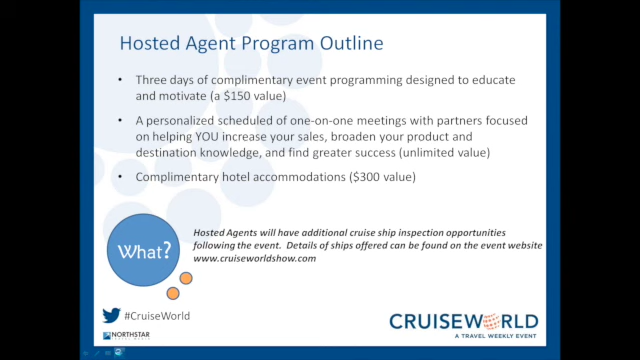 Hosted Agent Program Outline
• Three days of complimentary event programming designed to educate
and motivate (a $150 value)
• A personalized scheduled of one-on-one meetings with partners focused
on helping YOU increase your sales, broaden your product and
destination knowledge, and find greater success (unlimited value)
• Complimentary hotel accommodations ($300 value)
What?
Hosted Agents will have additional cruise ship inspection opportunities
following the event. Details of ships offered can be found on the event website
www.cruiseworldshow.com
#CruiseWorld
NORTHSTAR
CRUISEWORLD
A TRAVEL WEEKLY EVENT